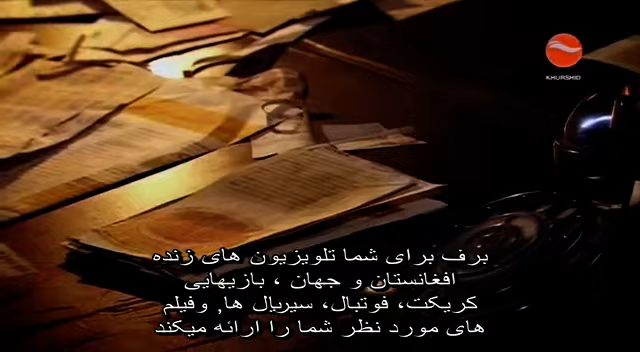 KHURSHID
برف برای شما تلویزیون های زنده
افغانستان و جهان ، بازیهایی
کریکت، فوتبال، سیریال ها, وفیلم
های مورد نظر شما را ارائه میکند